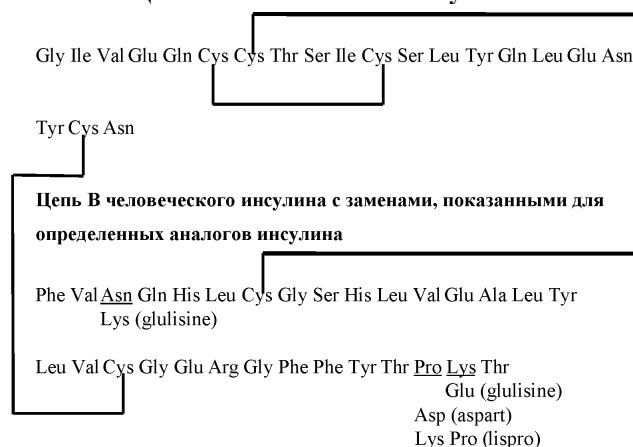 Gly Ile Val Glu Gln Cys Cys Thr Ser Ile Cys Ser Leu Tyr Gln Leu Glu Asn
Tyr Cys Asn
Цепь В человеческого инсулина с заменами, показанными для
определенных аналогов инсулина
Phe Val Asn Gln His Leu Cys Gly Ser His Leu Val Glu Ala Leu Tyr
Lys (glulisine)
Leu Val Cys Gly Glu Arg Gly Phe Phe Tyr Thr Pro Lys Thr
Glu (glulisine)
Asp (aspart)
Lys Pro (lispro)